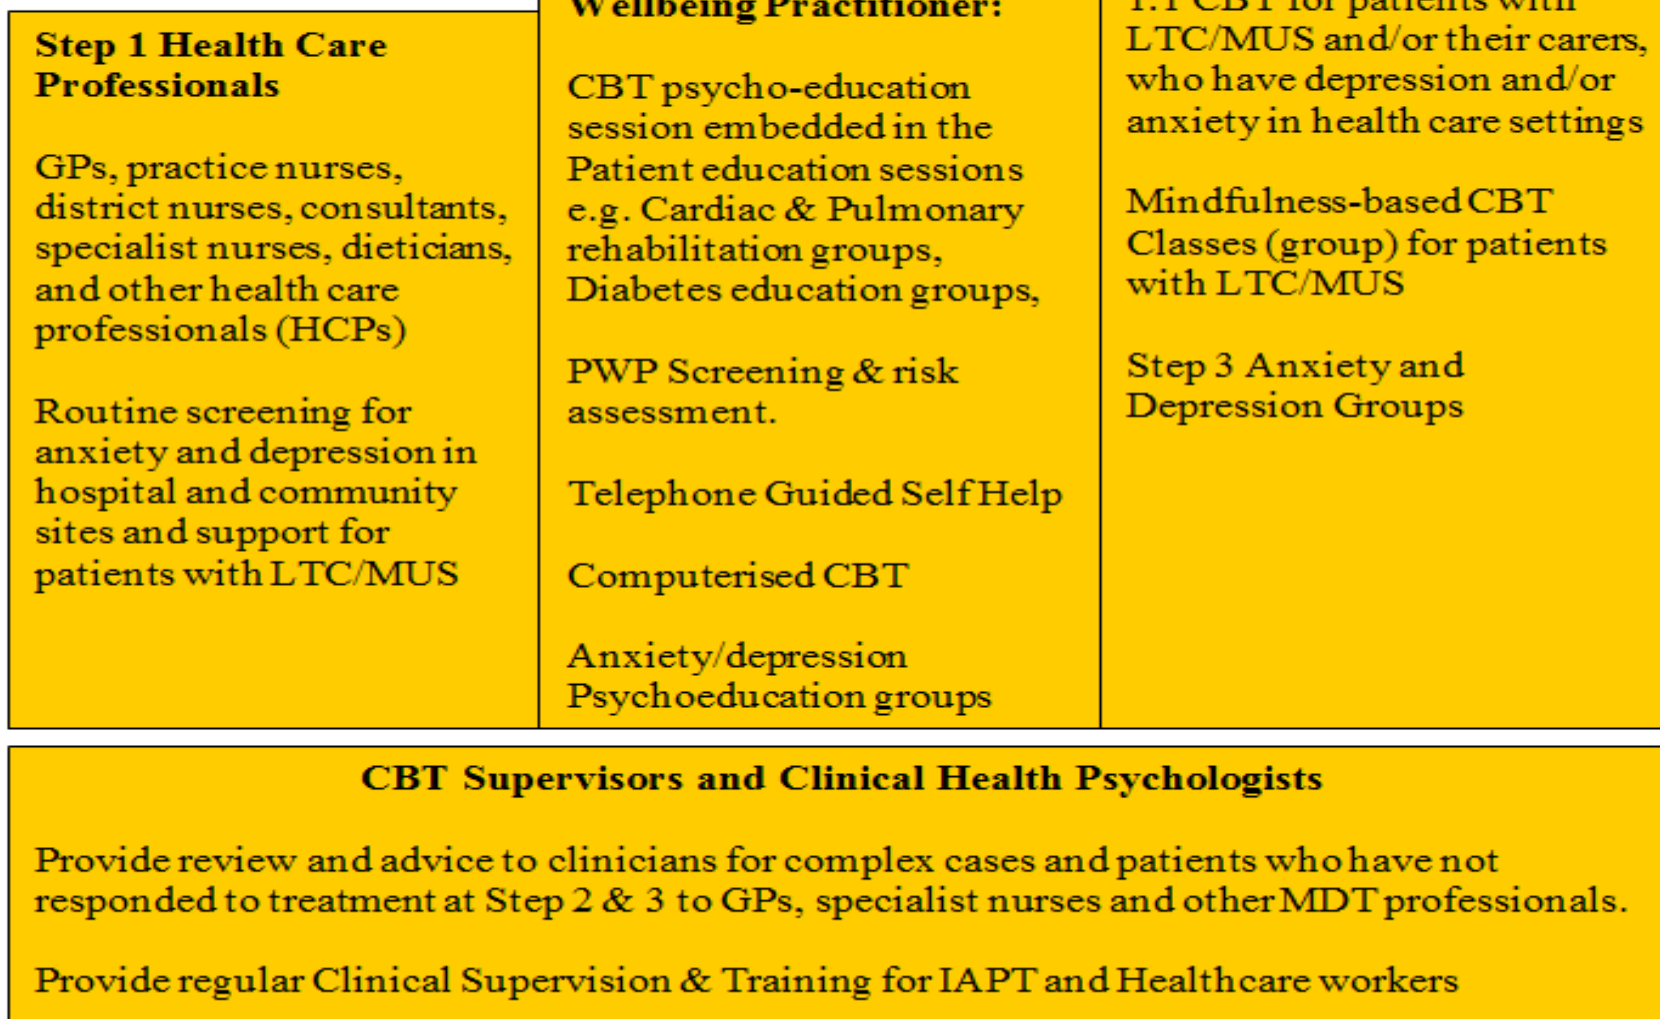 Step 1 Health Care
Professionals
GPs, practice nurses,
district nurses, consultants,
specialist nurses, dieticians,
and other health care
professionals (HCPs)
Routine screening for
anxiety and depression in
hospital and community
sites and support for
patients with LTC/MUS
Wellbeing Practitioner:
CBT psycho-education
session embedded in the
Patient education sessions
e.g. Cardiac & Pulmonary
rehabilitation groups,
Diabetes education groups,
PWP Screening & risk
assessment.
Telephone Guided Self Help
Computerised CBT
Anxiety/depression
Psychoeducation groups
1:1 CBT for patients with
LTC/MUS and/or their carers,
who have depression and/or
anxiety in health care settings
Mindfulness-based CBT
Classes (group) for patients
with LTC/MUS
Step 3 Anxiety and
Depression Groups
CBT Supervisors and Clinical Health Psychologists
Provide review and advice to clinicians for complex cases and patients who have not
responded to treatment at Step 2 & 3 to GPs, specialist nurses and other MDT professionals.
Provide regular Clinical Supervision & Training for IAPT and Healthcare workers